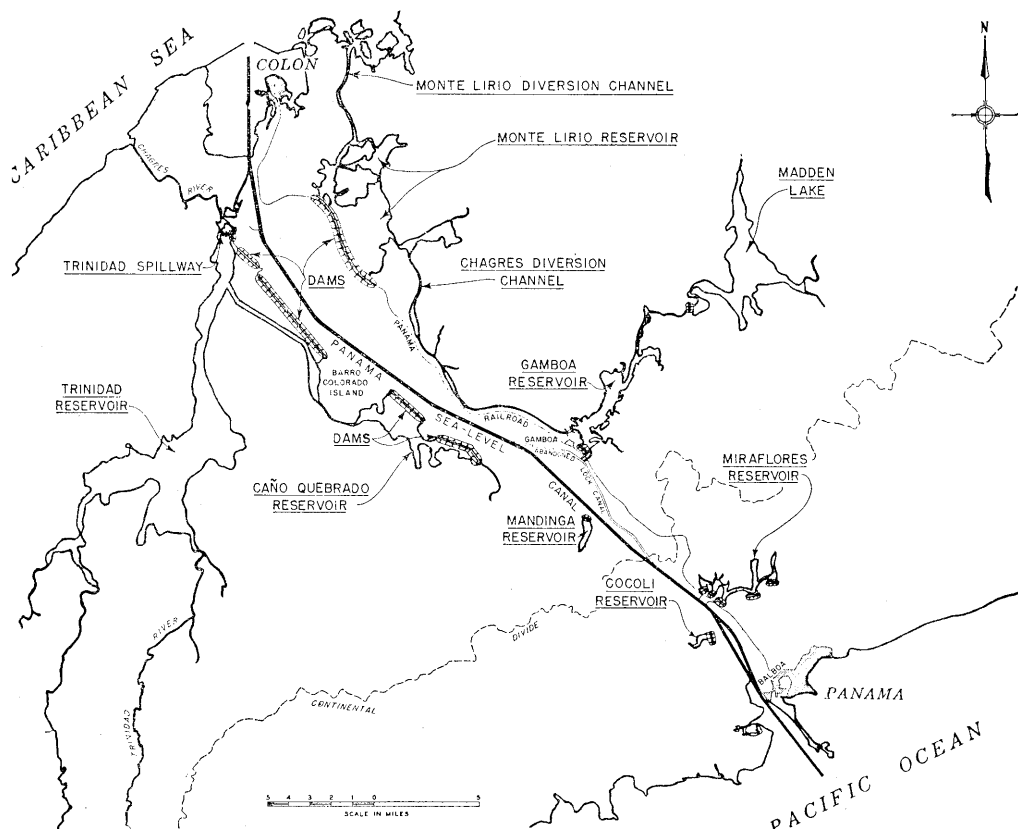 N
CARIBBEAN SEA
COLON
MONTE LIRIO DIVERSION CHANNEL
MONTE LIRIO RESERVOIR
MADDEN
LAKE
CHAGRES
RIVER
TRINIDAD SPILLWAY
DAMS
CHAGRES DIVERSION
CHANNEL
PANAMA
RAILROAD
PANAMA
SEA-LEVEL
CANAL
BARRO
COLORADO
ISLAND
GAMBOA
RESERVOIR
TRINIDAD
RESERVOIR
DAMS
GAMBOA
ABANDONED
LOCK CANAL
MIRAFLORES
RESERVOIR
CAÑO QUEBRADO
RESERVOIR
MANDINGA
RESERVOIR
COCOLI
RESERVOIR
RIVER
TRINIDAD
CONTINENTAL
DIVIDE
BALBOA
PANAMA
PACIFIC OCEAN
5 4 3 2 1 0 5
SCALE IN MILES